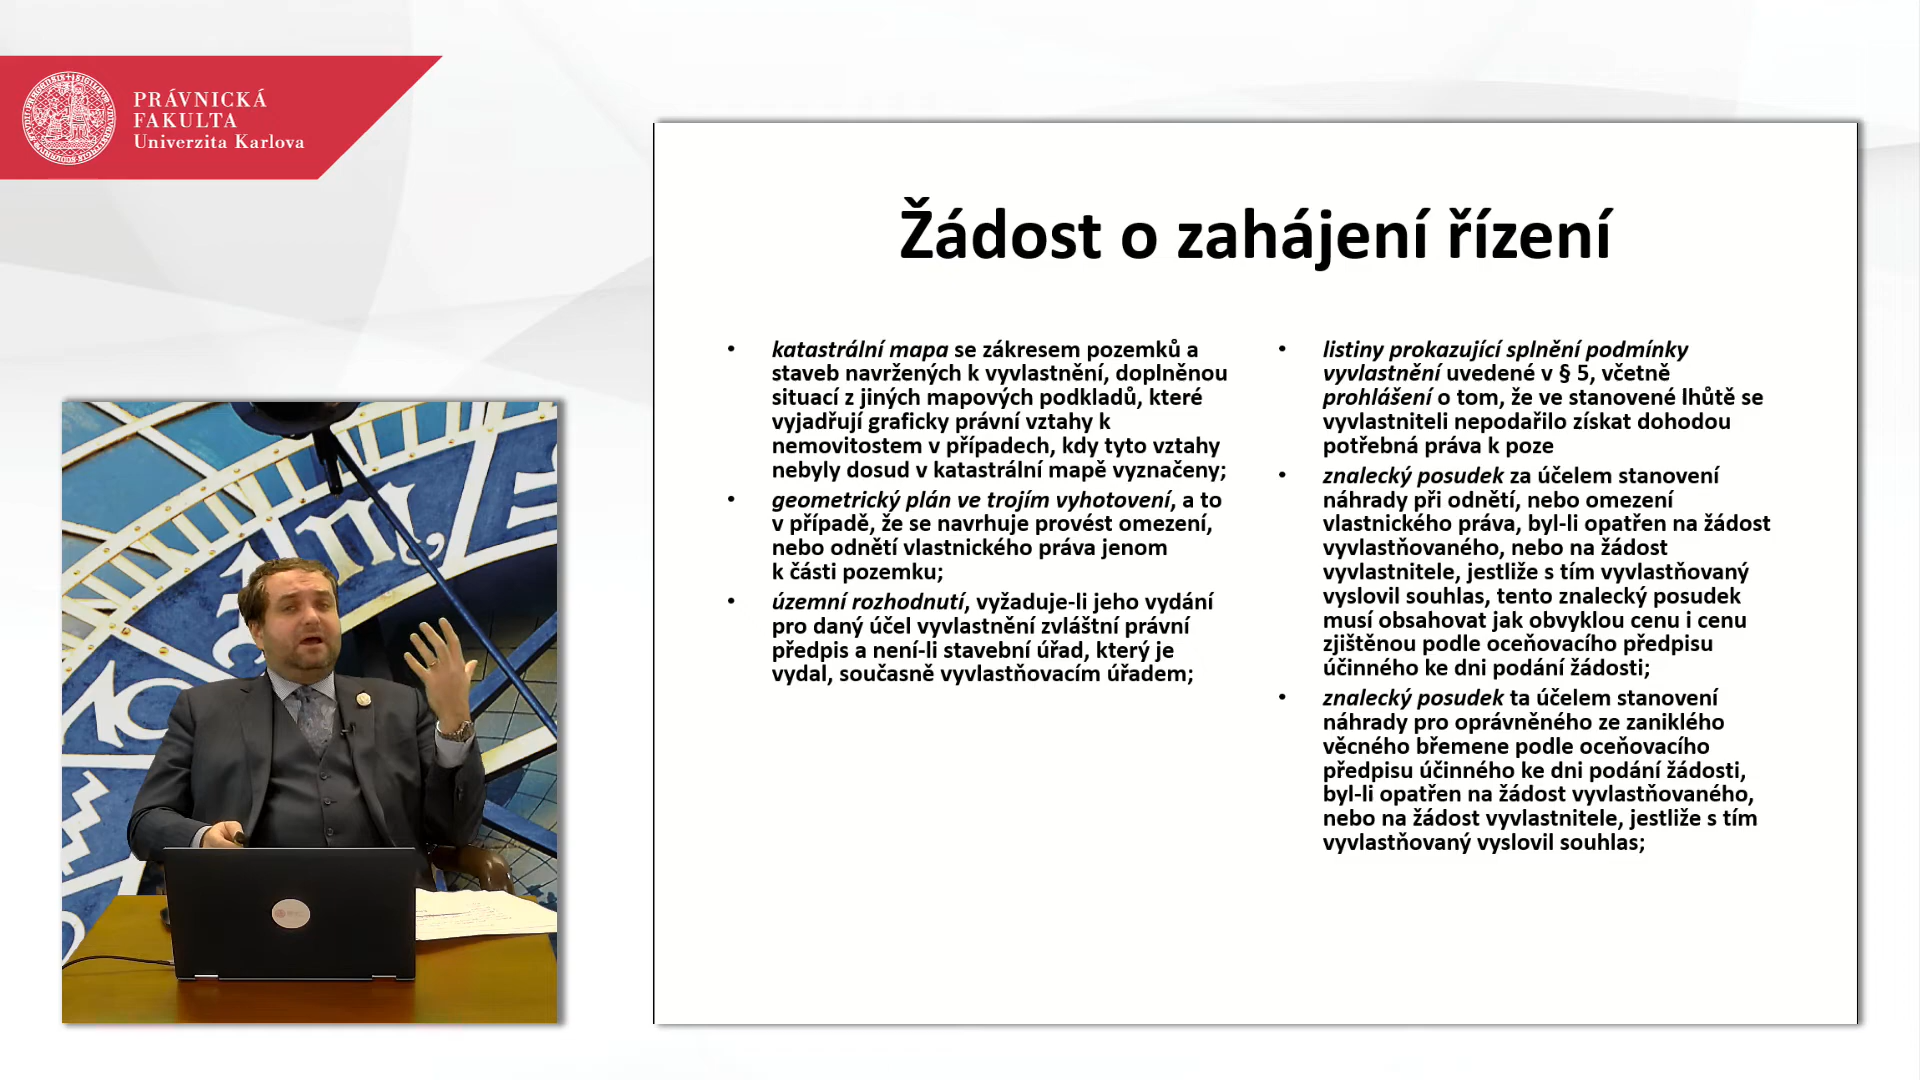 PRÁVNICKÁ
FAKULTA
Univerzita Karlova
Žádost o zahájení řízení
• katastrální mapa se zákresem pozemků a
staveb navržených k vyvlastnění, doplněnou
situací z jiných mapových podkladů, které
vyjadřují graficky právní vztahy k
nemovitostem v případech, kdy tyto vztahy
nebyly dosud v katastrální mapě vyznačeny;
• geometrický plán ve trojím vyhotovení, a to
v případě, že se navrhuje provést omezení,
nebo odnětí vlastnického práva jenom
k části pozemku;
• územní rozhodnutí, vyžaduje-li jeho vydání
pro daný účel vyvlastnění zvláštní právní
předpis a není-li stavební úřad, který je
vydal, současně vyvlastňovacím úřadem;
• listiny prokazující splnění podmínky
vyvlastnění uvedené v § 5, včetně
prohlášení o tom, že ve stanovené lhůtě se
vyvlastniteli nepodařilo získat dohodou
potřebná práva k poze
• znalecký posudek za účelem stanovení
náhrady při odnětí, nebo omezení
vlastnického práva, byl-li opatřen na žádost
vyvlastňovaného, nebo na žádost
vyvlastnitele, jestliže s tím vyvlastňovaný
vyslovil souhlas, tento znalecký posudek
musí obsahovat jak obvyklou cenu i cenu
zjištěnou podle oceňovacího předpisu
účinného ke dni podání žádosti;
• znalecký posudek ta účelem stanovení
náhrady pro oprávněného ze zaniklého
věcného břemene podle oceňovacího
předpisu účinného ke dni podání žádosti,
byl-li opatřen na žádost vyvlastňovaného,
nebo na žádost vyvlastnitele, jestliže s tím
vyvlastňovaný vyslovil souhlas;